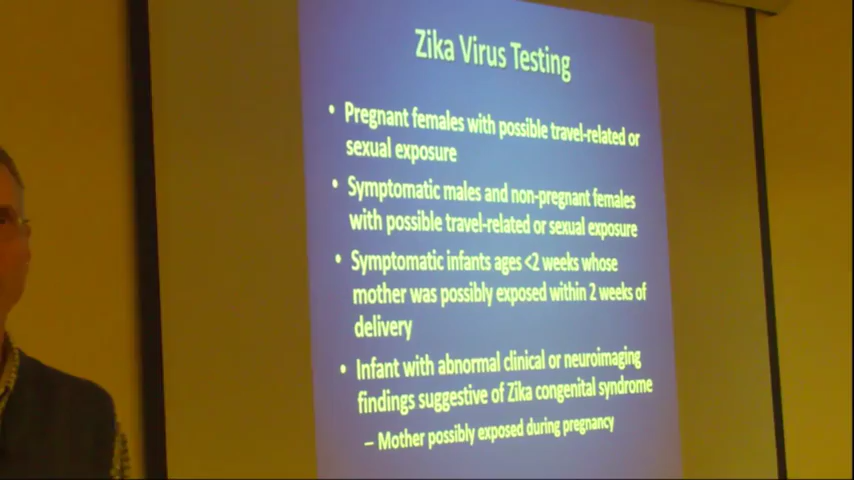 Zika Virus Testing
• Pregnant females with possible travel-related or
sexual exposure
• Symptomatic males and non-pregnant females
with possible travel-related or sexual exposure
• Symptomatic infants ages <2 weeks whose
mother was possibly exposed within 2 weeks of
delivery
• Infant with abnormal clinical or neuroimaging
findings suggestive of Zika congenital syndrome
– Mother possibly exposed during pregnancy